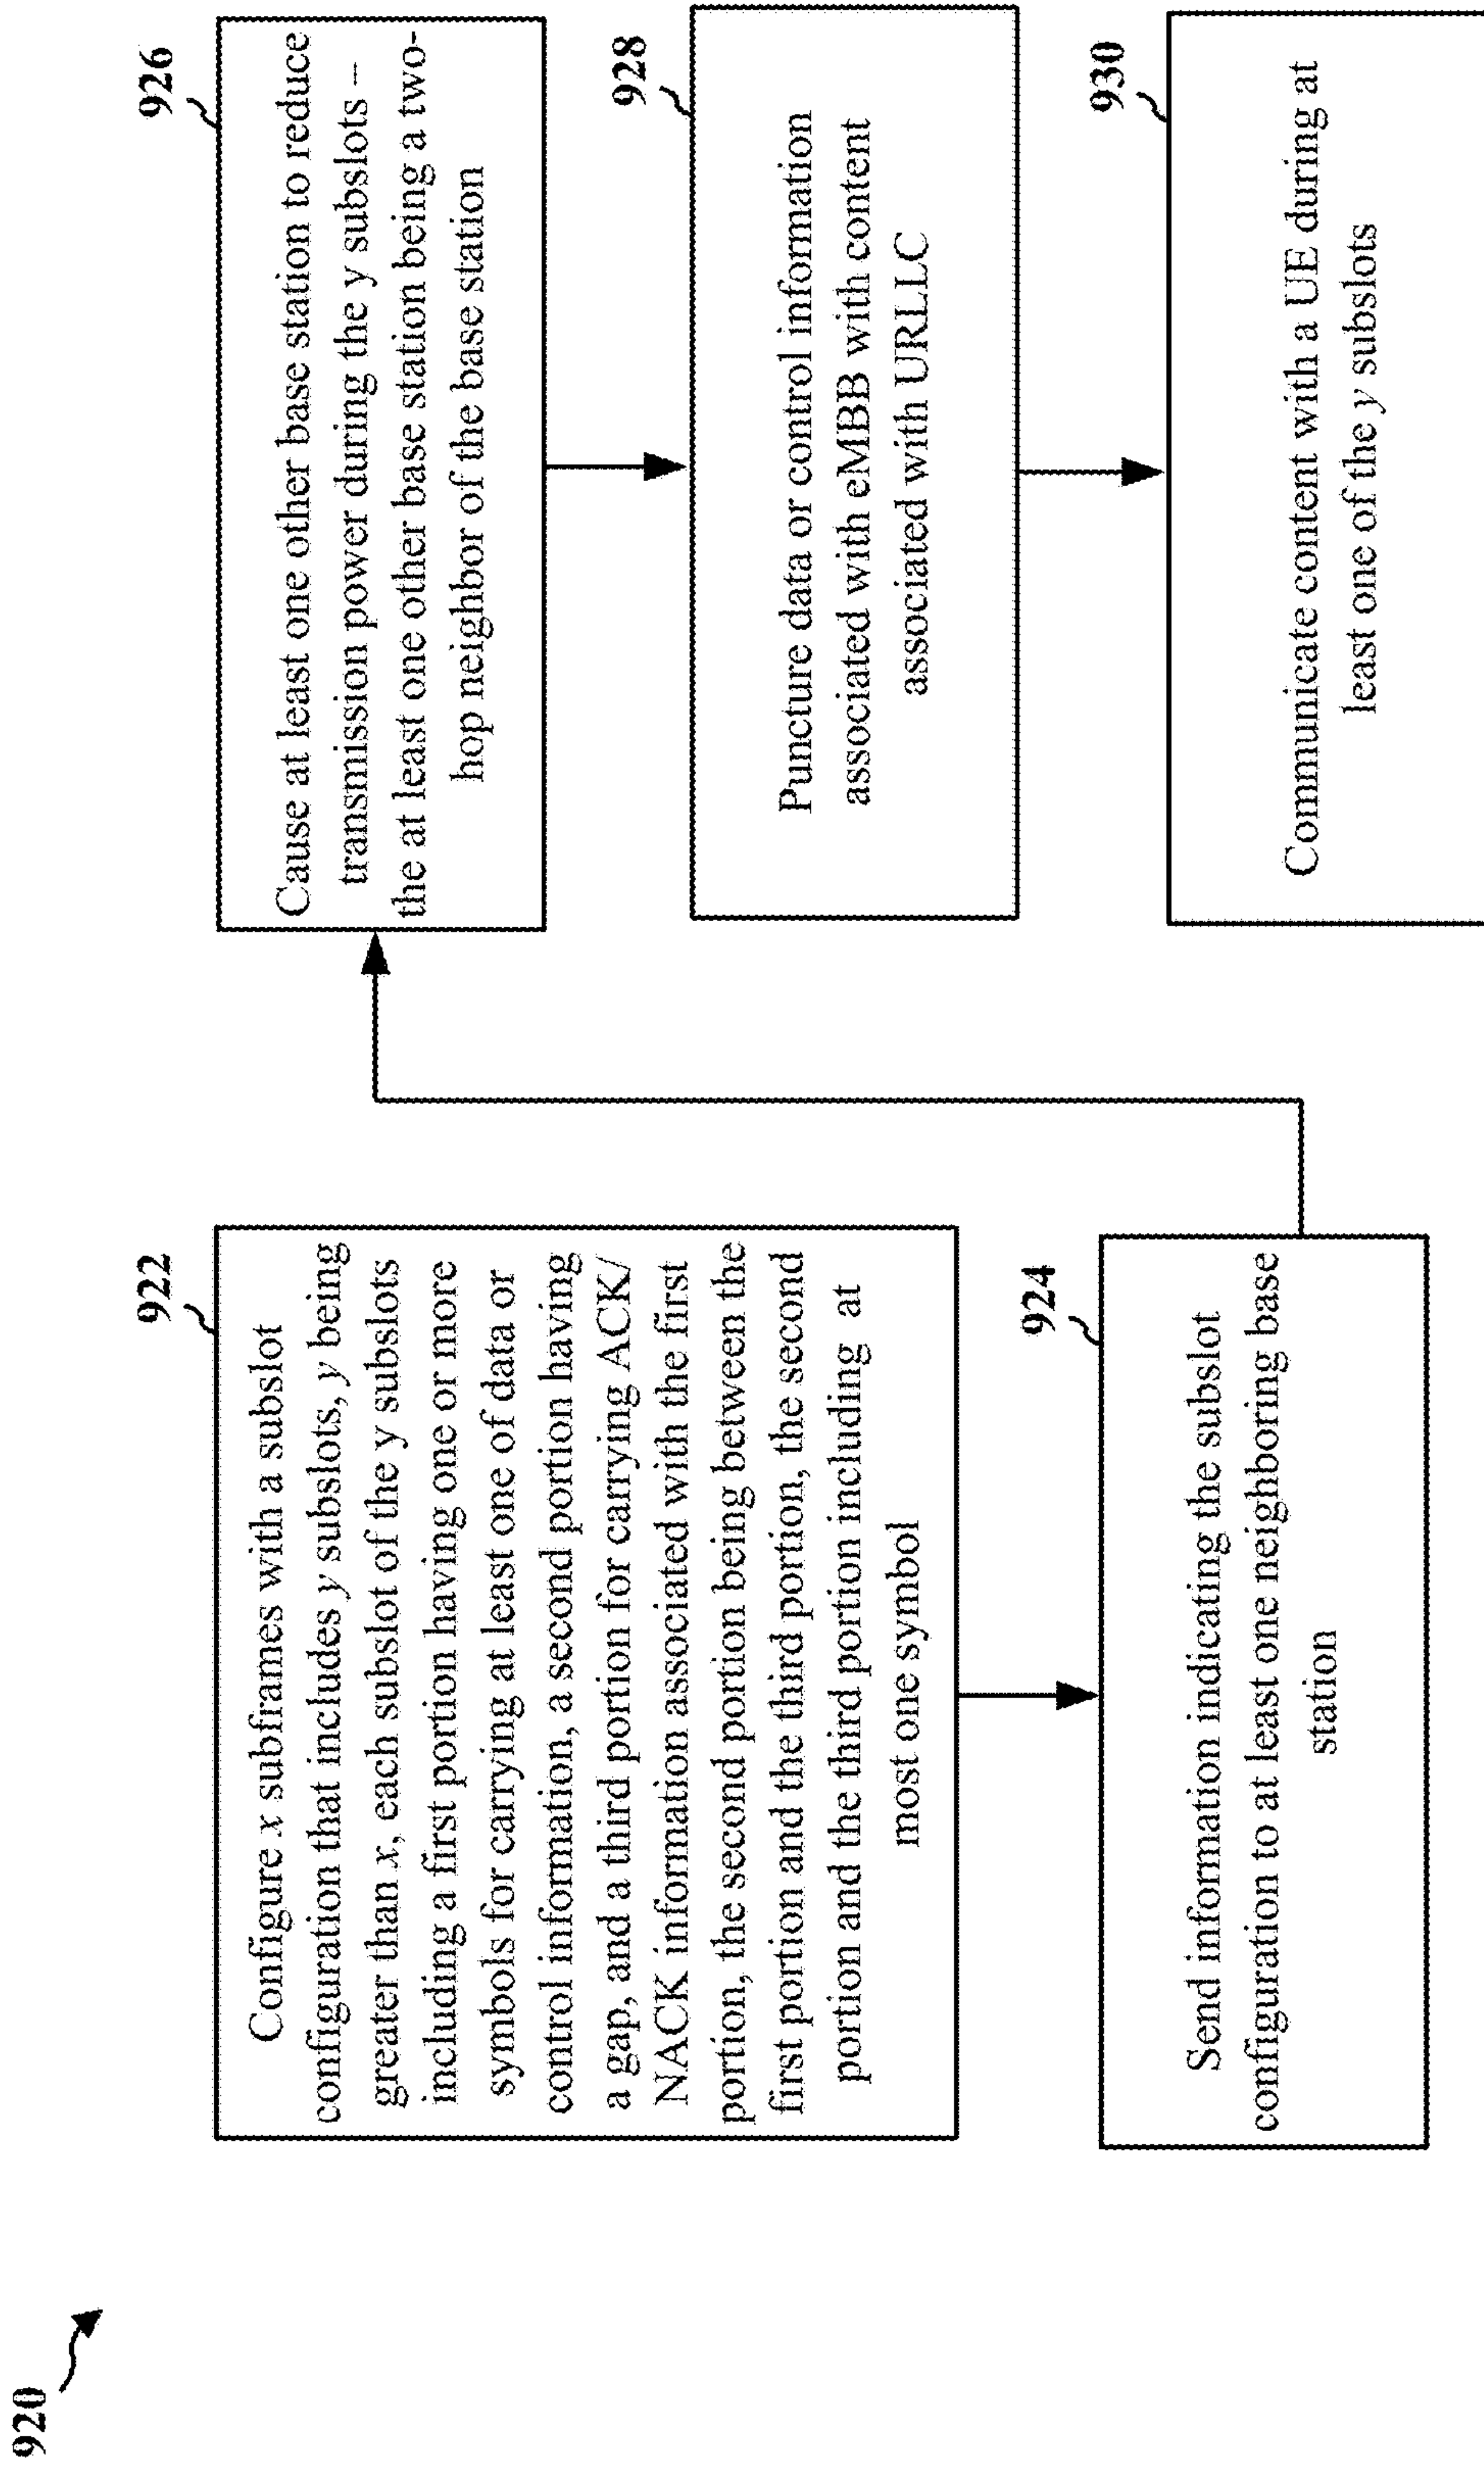 920
922
Configure x subframes with a subslot
configuration that includes y subslots, y being
greater than x, each subslot of the y subslots
including a first portion having one or more
symbols for carrying at least one of data or
control information, a second portion having
a gap, and a third portion for carrying ACK/
NACK information associated with the first
portion, the second portion being between the
first portion and the third portion, the second
portion and the third portion including at
most one symbol
924
Send information indicating the subslot
configuration to at least one neighboring base
station
926
Cause at least one other base station to reduce
transmission power during the y subslots –
the at least one other base station being a two-
hop neighbor of the base station
928
Puncture data or control information
associated with eMBB with content
associated with URLLC
930
Communicate content with a UE during at
least one of the y subslots